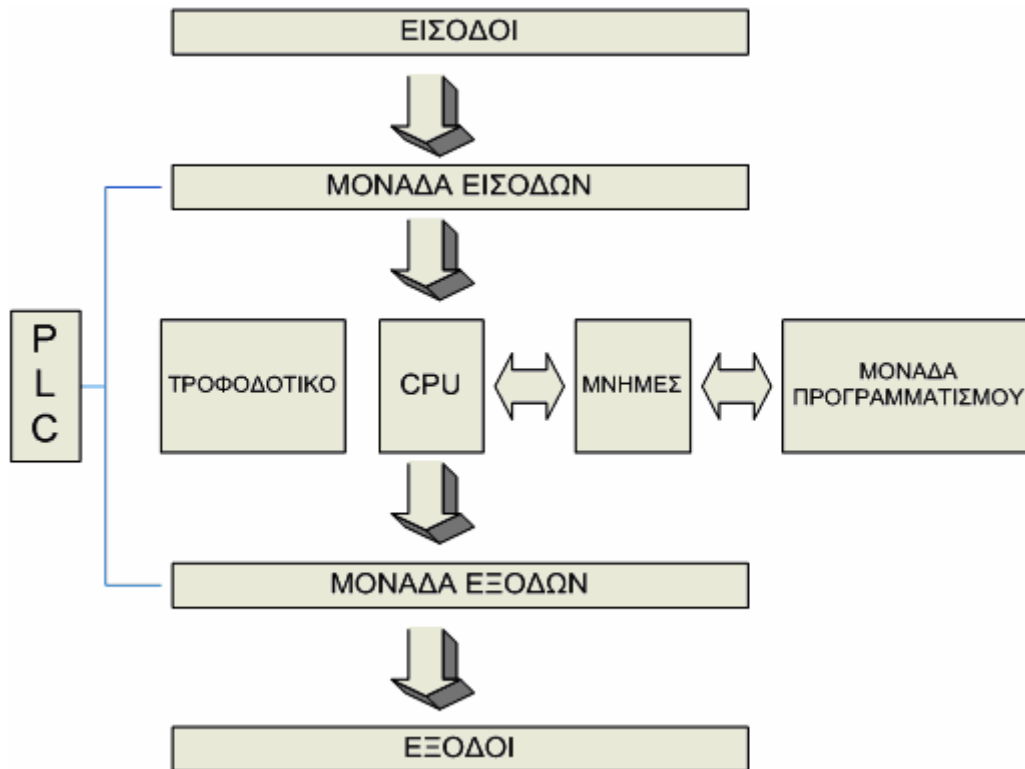 ΕΙΣΟΔΟΙ
ΜΟΝΑΔΑ ΕΙΣΟΔΩΝ
P
L
C
ΤΡΟΦΟΔΟΤΙΚΟ
CPU
ΜΝΗΜΕΣ
ΜΟΝΑΔΑ
ΠΡΟΓΡΑΜΜΑΤΙΣΜΟΥ
ΜΟΝΑΔΑ ΕΞΟΔΩΝ
ΕΞΟΔΟΙ